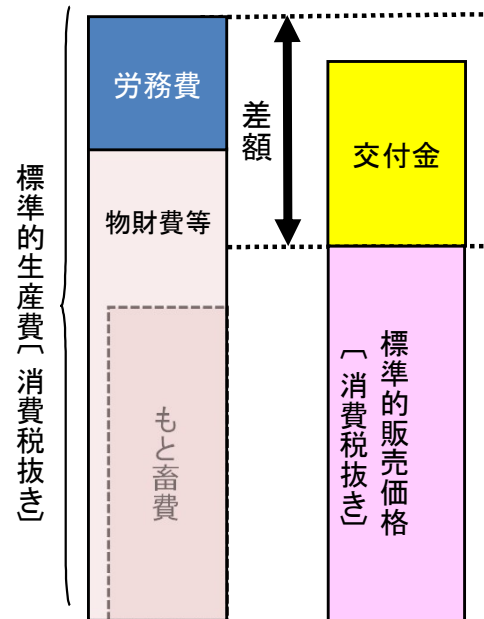 標準的生産費〔消費税抜き〕
労務費
物財費等
もと畜費
差額
交付金
標準的販売価格
〔消費税抜き〕